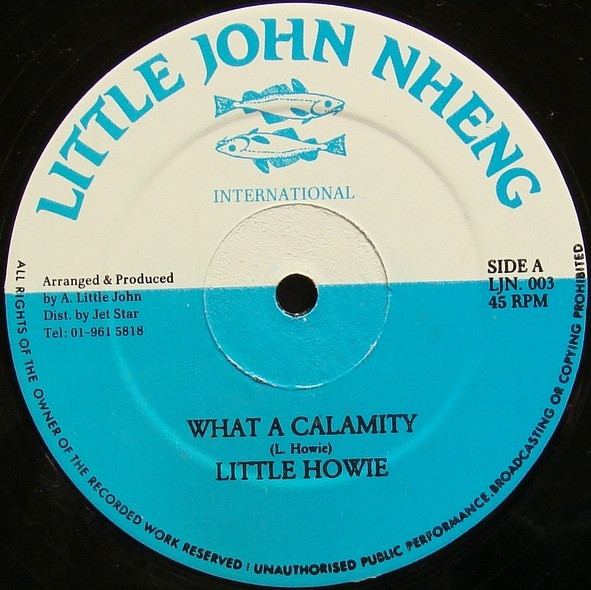 LITTLE JOHN NHENG
INTERNATIONAL
Arranged & Produced
by A. Little John
Dist. by Jet Star
Tel: 01-961 5818
SIDE A
LJN. 003
45 RPM
WHAT A CALAMITY
(L. Howie)
LITTLE HOWIE
ALL RIGHTS OF THE OWNER OF THE RECORDED WORK RESERVED ! UNAUTHORISED PUBLIC PERFORMANCE. BROADCASTING OR COPYING PROHIBITED